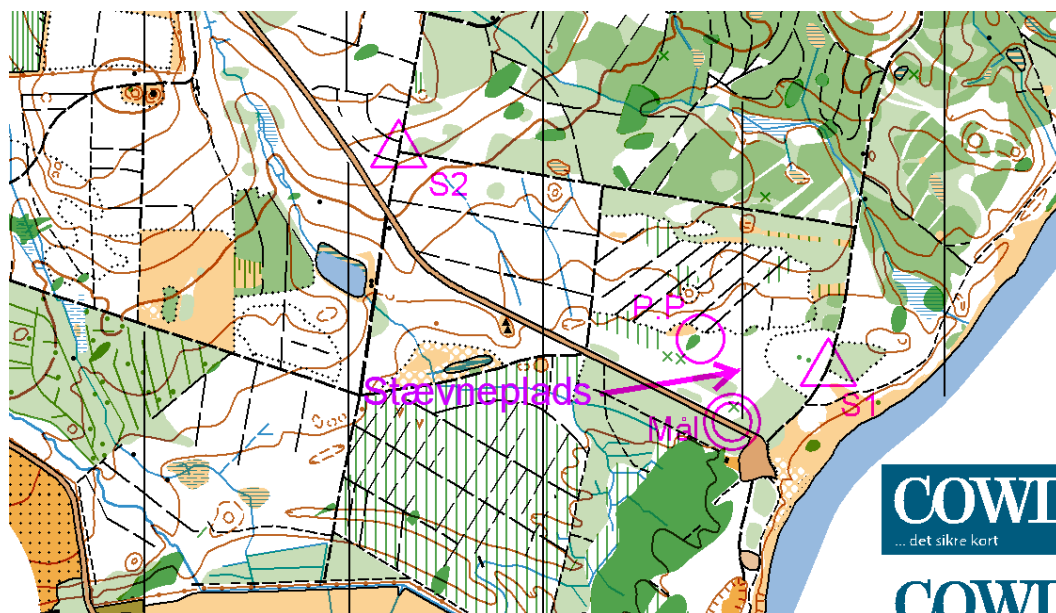 S2
P P
Stævneplads
S1
Mål
COWI
... det sikre kort
COWI